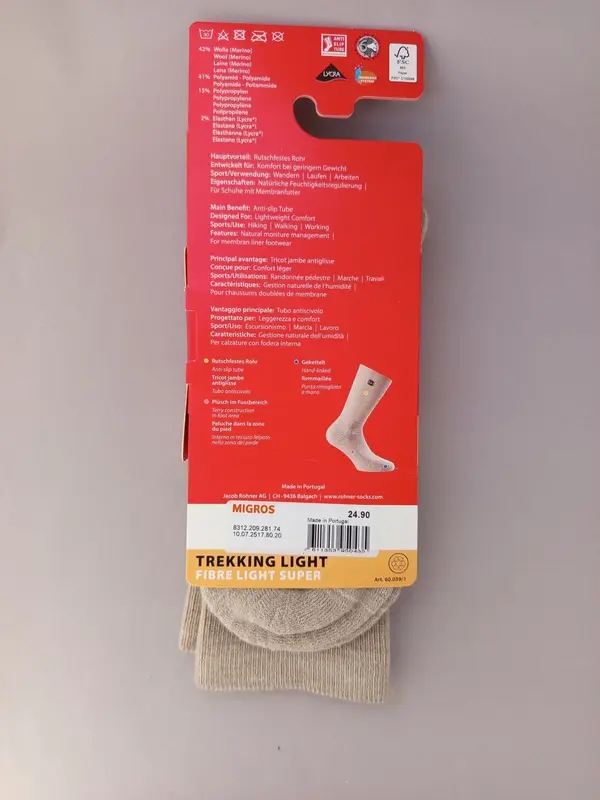 ANTI
SLIP
TUBE
LYCRA
FSC
42% Wolle (Merino)
Wool (Merino)
Laine (Merino)
Lana (Merino)
41% Polyamid - Polyamide
Polyamide - Poliammide
15% Polypropylen
Polypropylene
Polypropylène
Polipropilene
2% Elasthan (Lycra®)
Elastane (Lycra®)
Elasthanne (Lycra®)
Elastano (Lycra®)
Hauptvorteil: Rutschfestes Rohr
Entwickelt für: Komfort bei geringem Gewicht
Sport/Verwendung: Wandern | Laufen | Arbeiten
Eigenschaften: Natürliche Feuchtigkeitsregulierung |
Für Schuhe mit Membranfutter
Main Benefit: Anti-slip Tube
Designed For: Lightweight Comfort
Sports/Use: Hiking | Walking | Working
Features: Natural moisture management |
For membran liner footwear
Principal avantage: Tricot jambe antiglisse
Conçue pour: Confort léger
Sports/Utilisations: Randonnée pédestre | Marche | Travail
Caractéristiques: Gestion naturelle de l'humidité |
Pour chaussures doublées de membrane
Vantaggio principale: Tubo antiscivolo
Progettato per: Leggerezza e comfort
Sport/Uso: Escursionismo | Marcia | Lavoro
Caratteristiche: Gestione naturale dell'umidità |
Per calzature con fodera interna
Rutschfestes Rohr
Anti-slip tube
Tricot jambe
antiglisse
Tubo antiscivolo
Plüsch im Fussbereich
Terry construction
in foot area
Peluche dans la zone
du pied
Interno in tessuto felpato
nella zona del piede
Gekettelt
Hand-linked
Remmaillée
Punta rimagliata
a mano
Made in Portugal
Jacob Rohner AG | CH - 9436 Balgach | www.rohner-socks.com
MIGROS
24.90
Made in Portugal
8312.209.281.74
10.07.2517.80.20
TREKKING LIGHT
FIBRE LIGHT SUPER
Art. 60.039/1